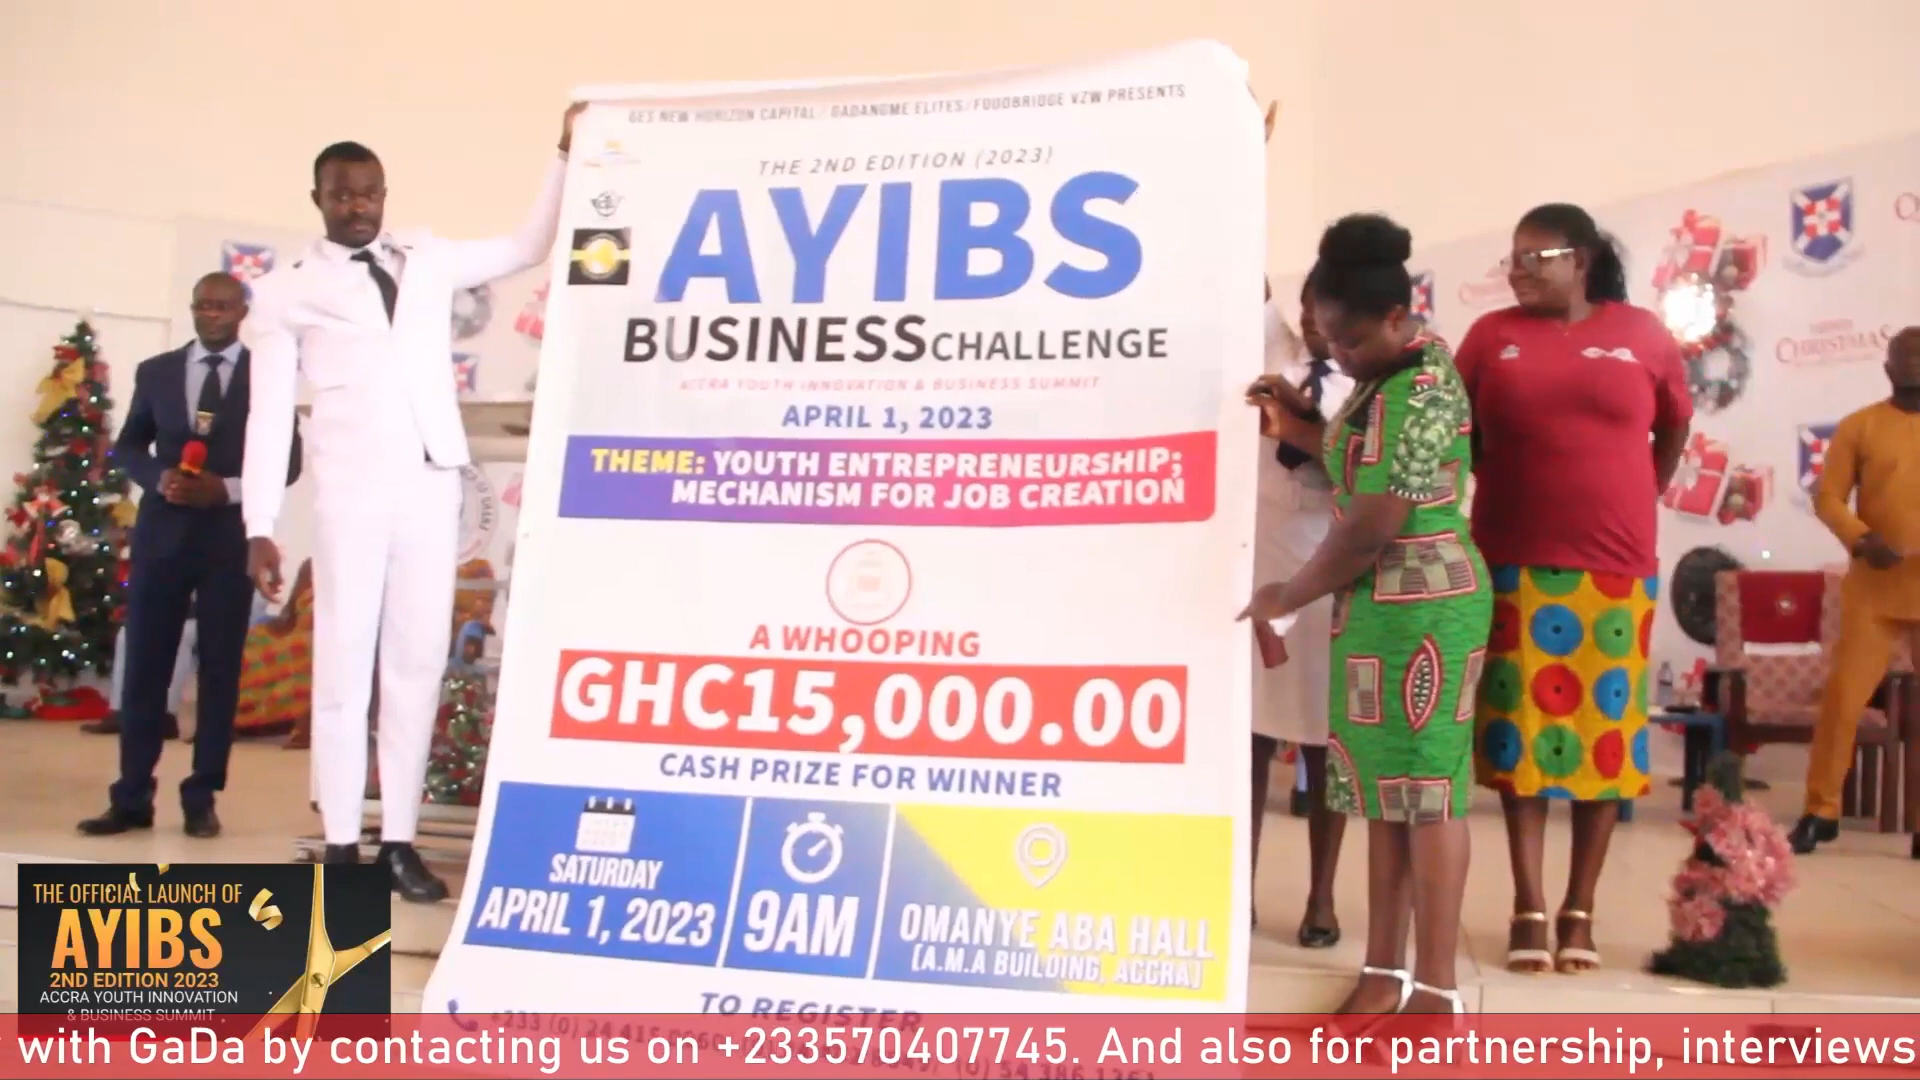 GES NEW HORIZON CAPITAL / GADANGME ELITES/FOODBRIDGE VZW PRESENTS
THE 2ND EDITION (2023)
AYIBS
BUSINESS CHALLENGE
ACCRA YOUTH INNOVATION & BUSINESS SUMMIT
APRIL 1, 2023
THEME: YOUTH ENTREPRENEURSHIP;
MECHANISM FOR JOB CREATION
A WHOOPING
GHC15,000.00
CASH PRIZE FOR WINNER
SATURDAY
APRIL 1, 2023
9AM
OMANYE ABA HALL
(A.M.A BUILDING, ACCRA)
TO REGISTER
CHRISTMAS
THE OFFICIAL LAUNCH OF
AYIBS
2ND EDITION 2023
ACCRA YOUTH INNOVATION
& BUSINESS SUMMIT
with GaDa by contacting us on +233570407745. And also for partnership, interviews